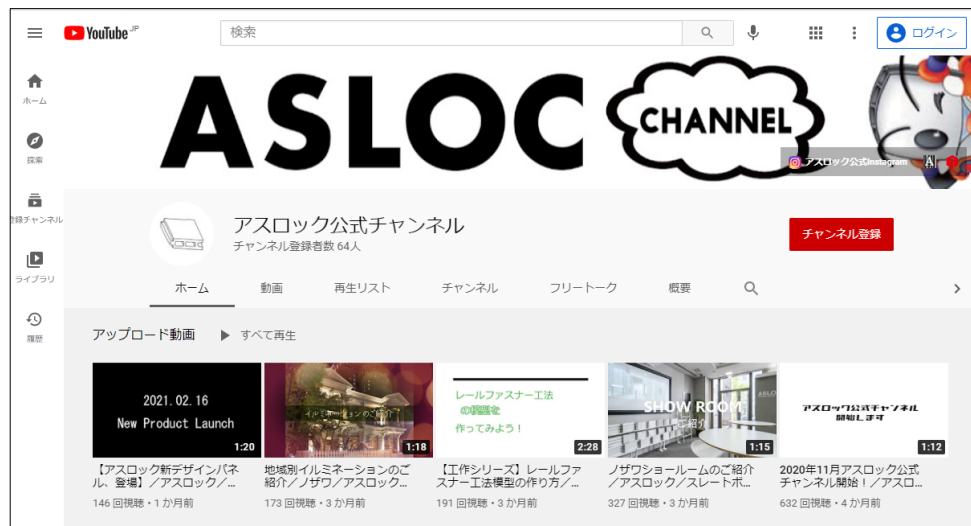 YouTube JP
検索
ログイン
ホーム
探索
登録チャンネル
ライブラリ
履歴
ASLOC CHANNEL
アスロック公式Instagram
アスロック公式チャンネル
チャンネル登録者数 64人
チャンネル登録
ホーム 動画 再生リスト チャンネル フリートーク 概要
アップロード動画 すべて再生
2021.02.16
New Product Launch
1:20
【アスロック新デザインパネ
ル、登場】／アスロック／...
146 回視聴・1 か月前
イルミネーションのご紹介
1:18
地域別イルミネーションのご
紹介／ノザワ／アスロック...
173 回視聴・3 か月前
レールファスナー工法
の模型を
作ってみよう！
2:28
【工作シリーズ】レールファ
スナー工法模型の作り方／...
191 回視聴・3 か月前
SHOW ROOM
ご紹介
1:15
ノザワショールームのご紹介
／アスロック／スレートボ...
327 回視聴・3 か月前
アスロック公式チャンネル
開始します
1:12
2020年11月アスロック公式
チャンネル開始！／アスロ...
632 回視聴・4 か月前